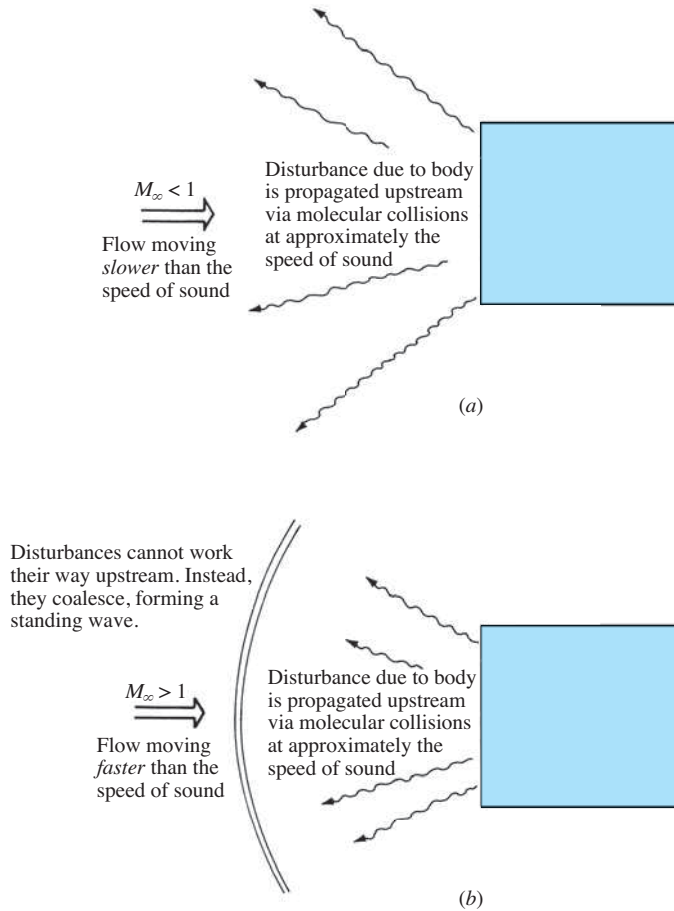 Disturbance due to body
is propagated upstream
via molecular collisions
at approximately the
speed of sound
M∞ < 1
Flow moving
slower than the
speed of sound
(a)
Disturbances cannot work
their way upstream. Instead,
they coalesce, forming a
standing wave.
M∞ > 1
Flow moving
faster than the
speed of sound
Disturbance due to body
is propagated upstream
via molecular collisions
at approximately the
speed of sound
(b)